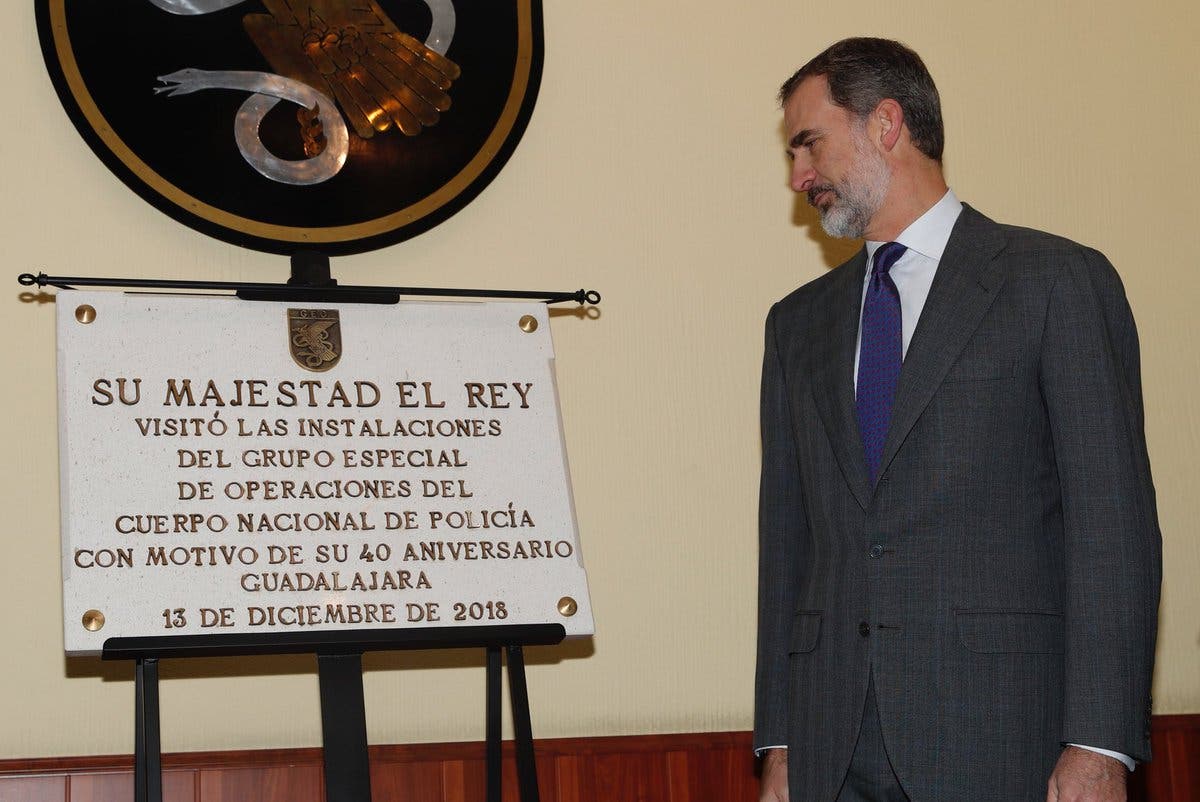 G.E.O.
SU MAJESTAD EL REY
VISITÓ LAS INSTALACIONES
DEL GRUPO ESPECIAL
DE OPERACIONES DEL
CUERPO NACIONAL DE POLICÍA
CON MOTIVO DE SU 40 ANIVERSARIO
GUADALAJARA
13 DE DICIEMBRE DE 2018